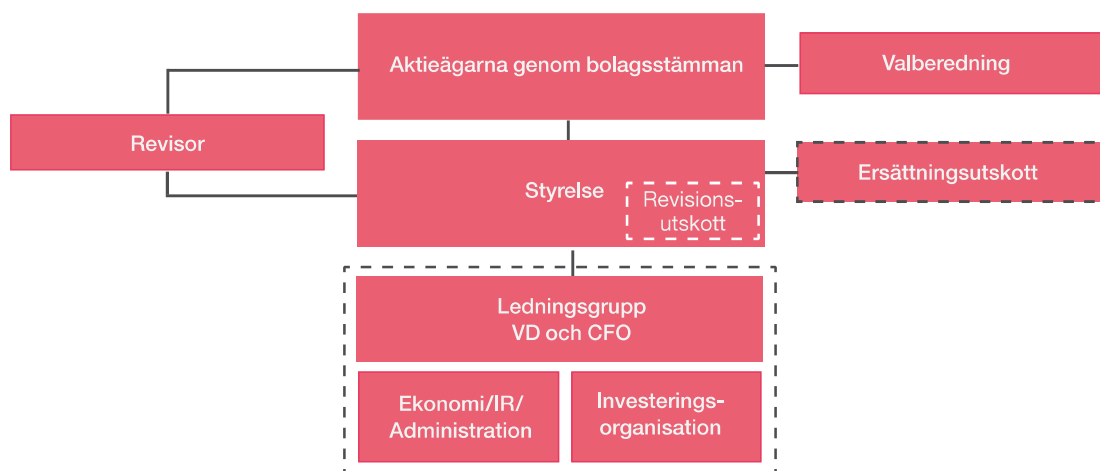 Aktieägarna genom bolagsstämman
Valberedning
Revisor
Styrelse
Revisions-
utskott
Ersättningsutskott
Ledningsgrupp
VD och CFO
Ekonomi/IR/
Administration
Investerings-
organisation